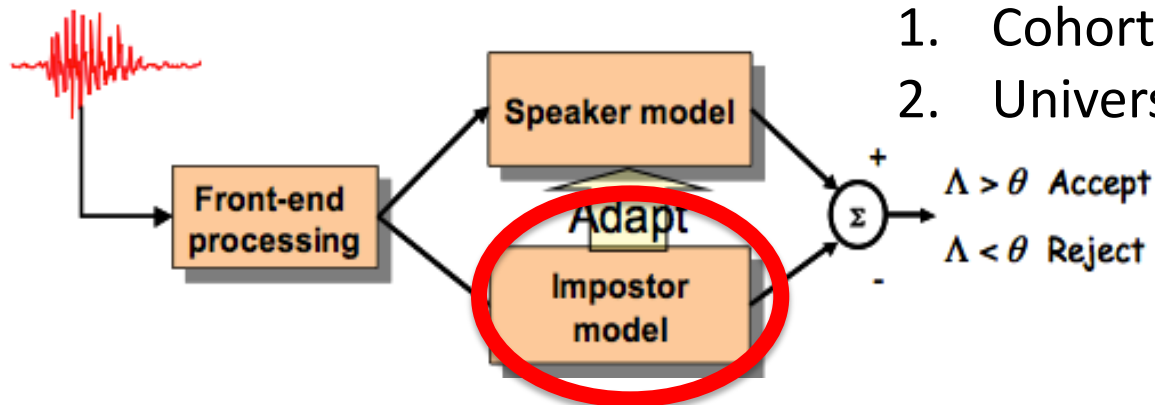 1. Cohort
2. Univers
Speaker model
+
Λ > θ Accept
Front-end
processing
Adapt
Σ
Λ < θ Reject
-
Impostor
model